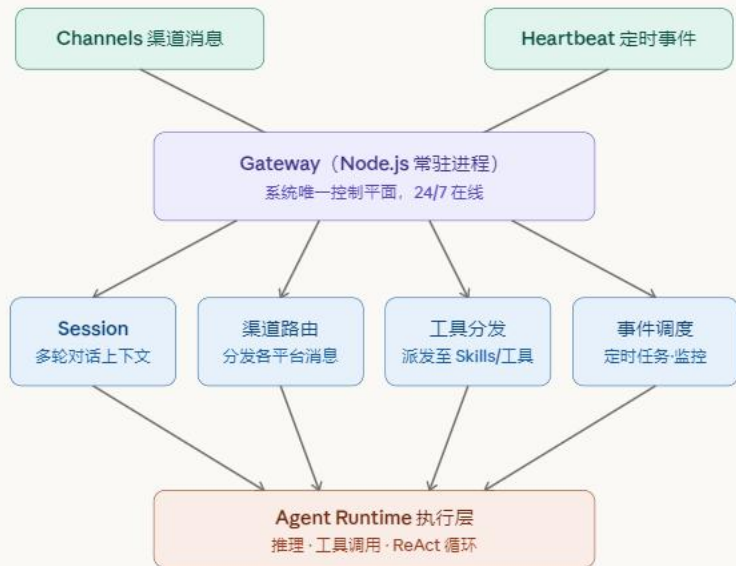 Channels 渠道消息
Heartbeat 定时事件
Gateway（Node.js 常驻进程）
系统唯一控制平面，24/7 在线
Session
多轮对话上下文
渠道路由
分发各平台消息
工具分发
派发至 Skills/工具
事件调度
定时任务·监控
Agent Runtime 执行层
推理 · 工具调用 · ReAct 循环